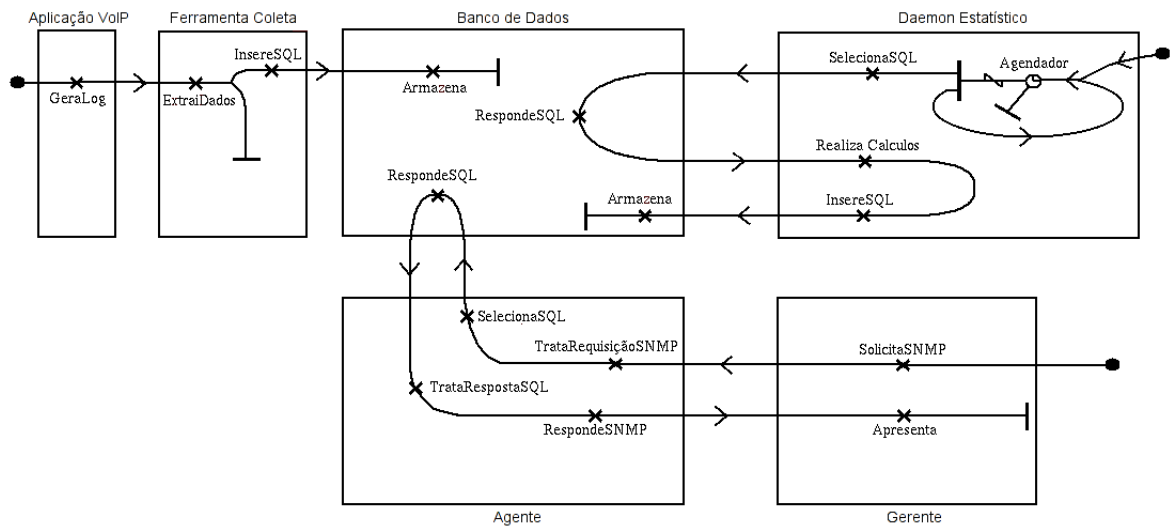 Aplicação VoIP
Ferramenta Coleta
Banco de Dados
Daemon Estatístico
InsereSQL
SelecionaSQL
Agendador
GeraLog
ExtraiDados
Armazena
RespondeSQL
Realiza Calculos
RespondeSQL
Armazena
InsereSQL
SelecionaSQL
TrataRequisiçãoSNMP
SolicitaSNMP
TrataRespostaSQL
RespondeSNMP
Apresenta
Agente
Gerente